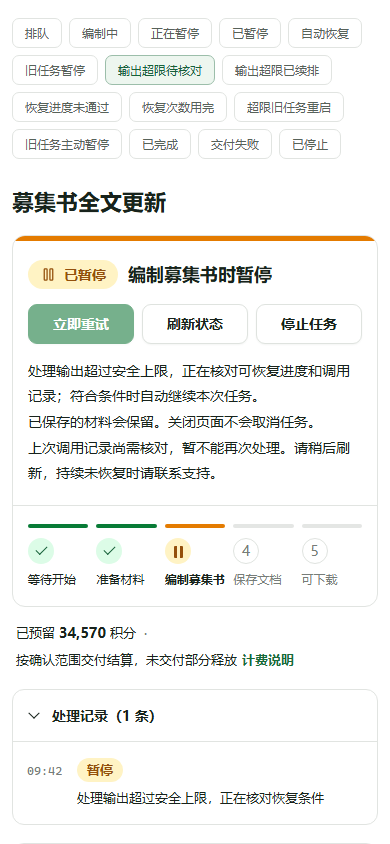 排队 编制中 正在暂停 已暂停 自动恢复
旧任务暂停 输出超限待核对 输出超限已续排
恢复进度未通过 恢复次数用完 超限旧任务重启
旧任务主动暂停 已完成 交付失败 已停止
募集书全文更新
已暂停 编制募集书时暂停
立即重试 刷新状态 停止任务
处理输出超过安全上限，正在核对可恢复进度和调用
记录；符合条件时自动继续本次任务。
已保存的材料会保留。关闭页面不会取消任务。
上次调用记录尚需核对，暂不能再次处理。请稍后刷
新，持续未恢复时请联系支持。
4 5
等待开始 准备材料 编制募集书 保存文档 可下载
已预留 34,570 积分 ·
按确认范围交付结算，未交付部分释放 计费说明
处理记录（1 条）
09:42 暂停
处理输出超过安全上限，正在核对恢复条件